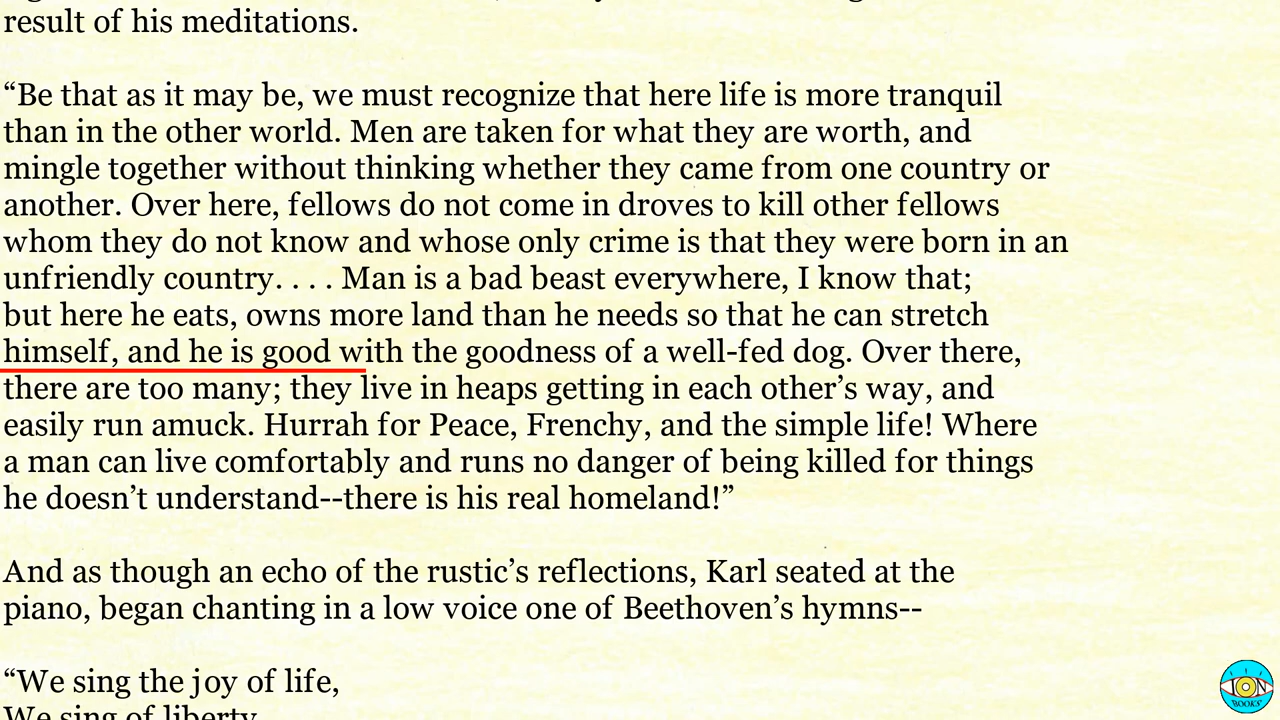 result of his meditations.
“Be that as it may be, we must recognize that here life is more tranquil
than in the other world. Men are taken for what they are worth, and
mingle together without thinking whether they came from one country or
another. Over here, fellows do not come in droves to kill other fellows
whom they do not know and whose only crime is that they were born in an
unfriendly country. . . . Man is a bad beast everywhere, I know that;
but here he eats, owns more land than he needs so that he can stretch
himself, and he is good with the goodness of a well-fed dog. Over there,
there are too many; they live in heaps getting in each other’s way, and
easily run amuck. Hurrah for Peace, Frenchy, and the simple life! Where
a man can live comfortably and runs no danger of being killed for things
he doesn’t understand--there is his real homeland!”
And as though an echo of the rustic’s reflections, Karl seated at the
piano, began chanting in a low voice one of Beethoven’s hymns--
“We sing the joy of life,
We sing of liberty
ION
BOOKS